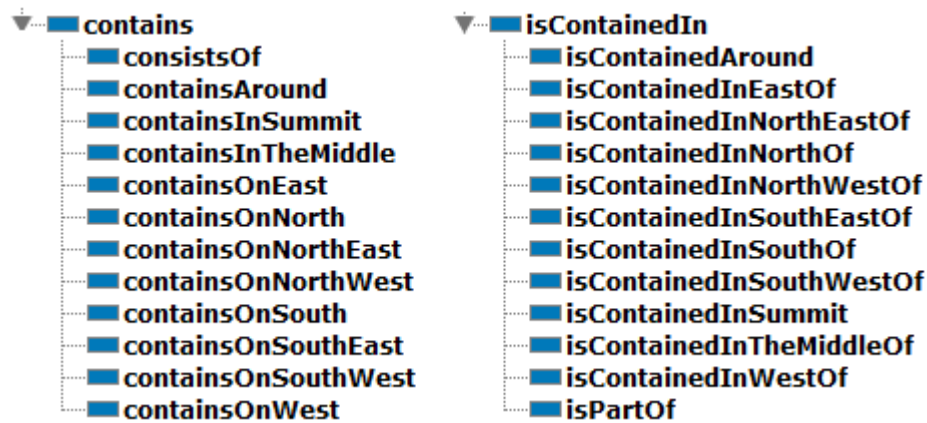 contains
consistsOf
containsAround
containsInSummit
containsInTheMiddle
containsOnEast
containsOnNorth
containsOnNorthEast
containsOnNorthWest
containsOnSouth
containsOnSouthEast
containsOnSouthWest
containsOnWest
isContainedIn
isContainedAround
isContainedInEastOf
isContainedInNorthEastOf
isContainedInNorthOf
isContainedInNorthWestOf
isContainedInSouthEastOf
isContainedInSouthOf
isContainedInSouthWestOf
isContainedInSummit
isContainedInTheMiddleOf
isContainedInWestOf
isPartOf